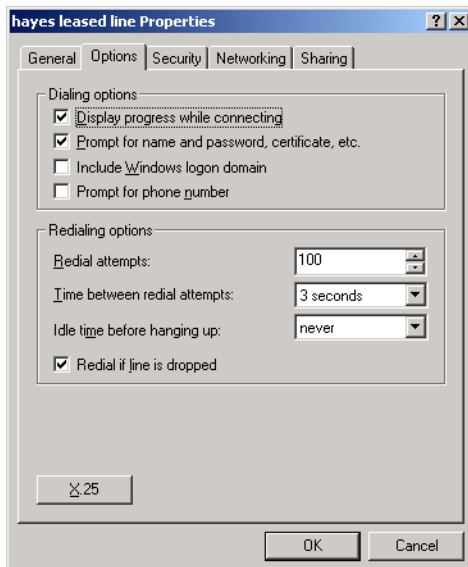 hayes leased line Properties
General Options Security Networking Sharing
Dialing options
Display progress while connecting
Prompt for name and password, certificate, etc.
Include Windows logon domain
Prompt for phone number
Redialing options
Redial attempts: 100
Time between redial attempts: 3 seconds
Idle time before hanging up: never
Redial if line is dropped
X.25
OK Cancel